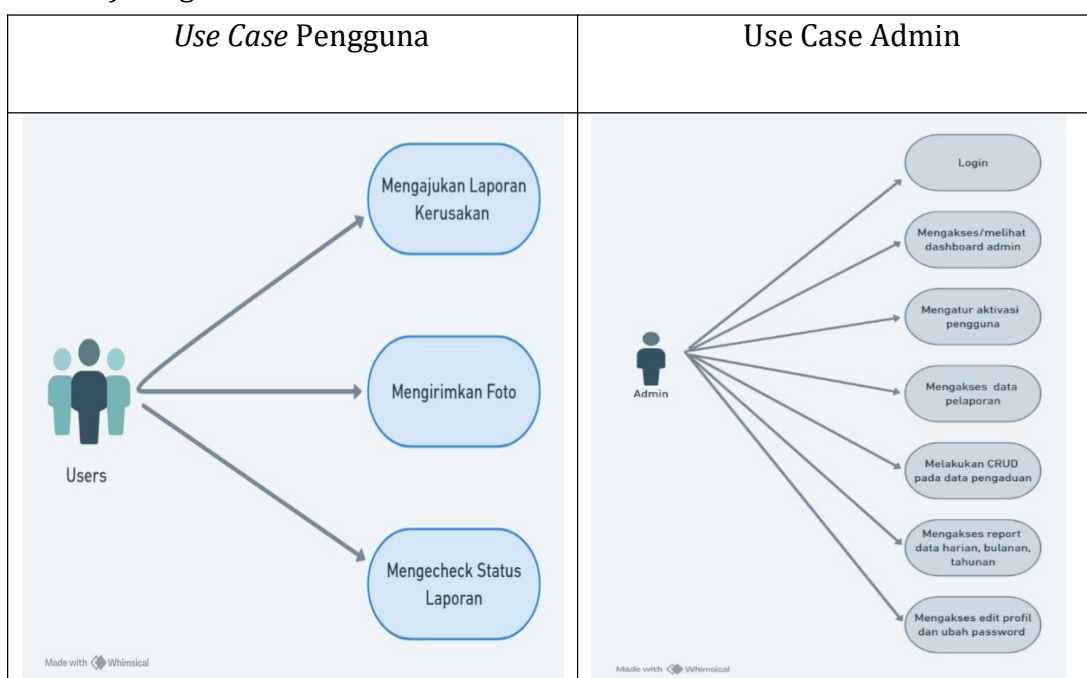 Use Case Pengguna
Use Case Admin
Mengajukan Laporan
Kerusakan
Mengirimkan Foto
Users
Mengecheck Status
Laporan
Made with Whimsical
Login
Mengakses/melihat
dashboard admin
Mengatur aktivasi
pengguna
Admin
Mengakses data
pelaporan
Melakukan CRUD
pada data pengaduan
Mengakses report
data harian, bulanan,
tahunan
Mengakses edit profil
dan ubah password
Made with Whimsical